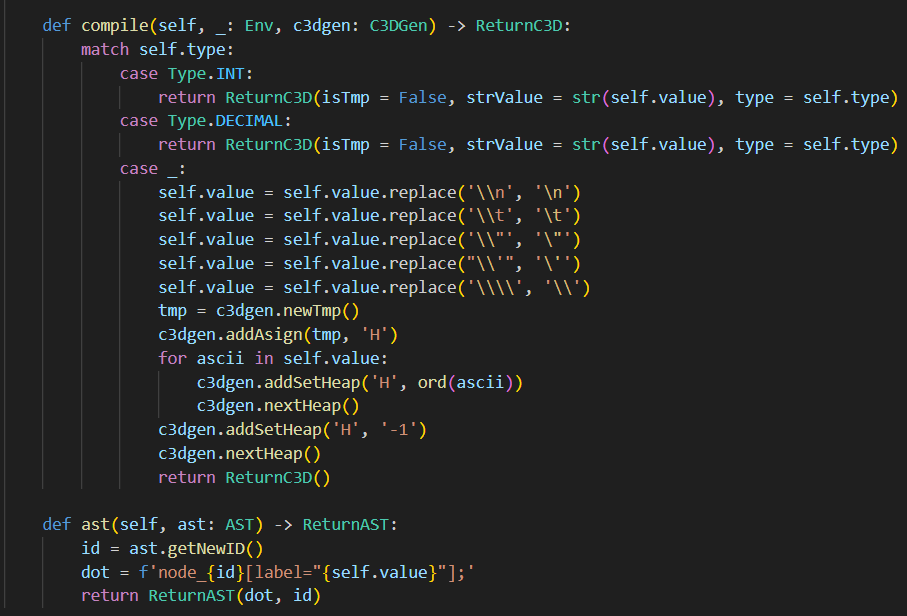 def compile(self, _: Env, c3dgen: C3DGen) -> ReturnC3D:
    match self.type:
        case Type.INT:
            return ReturnC3D(isTmp = False, strValue = str(self.value), type = self.type)
        case Type.DECIMAL:
            return ReturnC3D(isTmp = False, strValue = str(self.value), type = self.type)
        case _:
            self.value = self.value.replace('\\n', '\n')
            self.value = self.value.replace('\\t', '\t')
            self.value = self.value.replace('\\"', '\"')
            self.value = self.value.replace("\\'", '\'')
            self.value = self.value.replace('\\\\', '\\')
            tmp = c3dgen.newTmp()
            c3dgen.addAsign(tmp, 'H')
            for ascii in self.value:
                c3dgen.addSetHeap('H', ord(ascii))
                c3dgen.nextHeap()
            c3dgen.addSetHeap('H', '-1')
            c3dgen.nextHeap()
            return ReturnC3D()

def ast(self, ast: AST) -> ReturnAST:
    id = ast.getNewID()
    dot = f'node_{id}[label="{self.value}"];'
    return ReturnAST(dot, id)